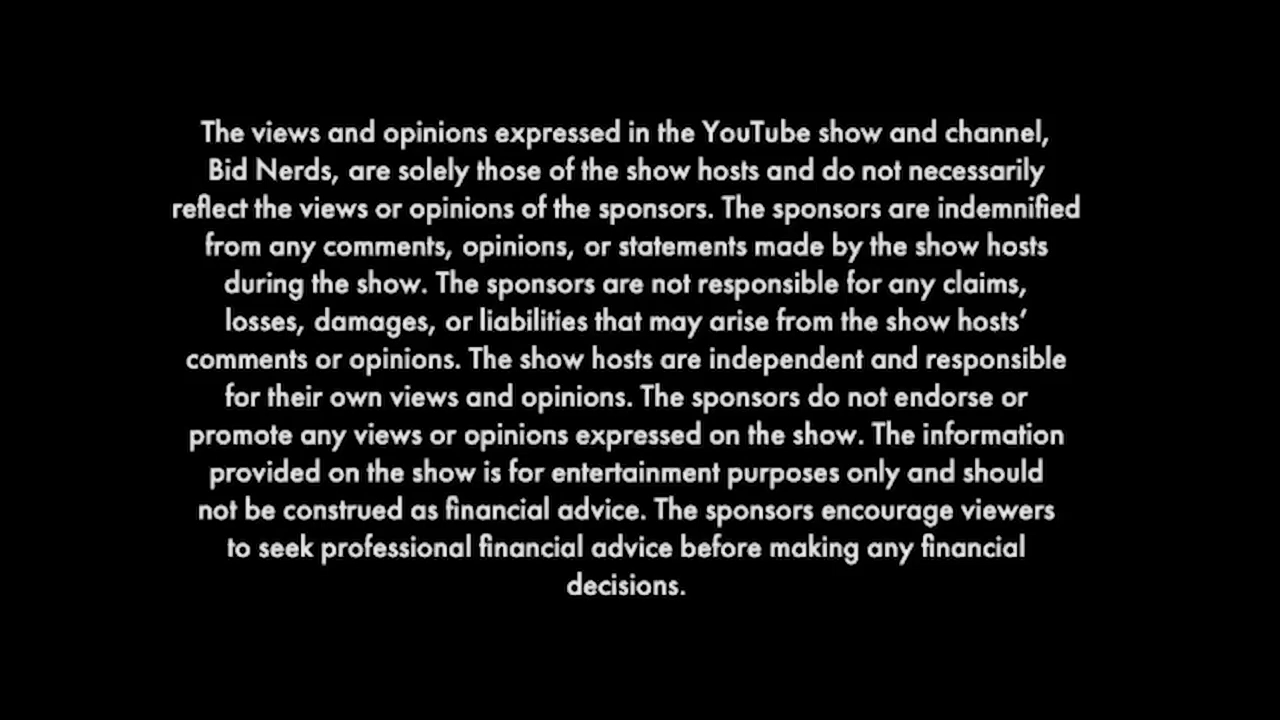 The views and opinions expressed in the YouTube show and channel,
Bid Nerds, are solely those of the show hosts and do not necessarily
reflect the views or opinions of the sponsors. The sponsors are indemnified
from any comments, opinions, or statements made by the show hosts
during the show. The sponsors are not responsible for any claims,
losses, damages, or liabilities that may arise from the show hosts’
comments or opinions. The show hosts are independent and responsible
for their own views and opinions. The sponsors do not endorse or
promote any views or opinions expressed on the show. The information
provided on the show is for entertainment purposes only and should
not be construed as financial advice. The sponsors encourage viewers
to seek professional financial advice before making any financial
decisions.